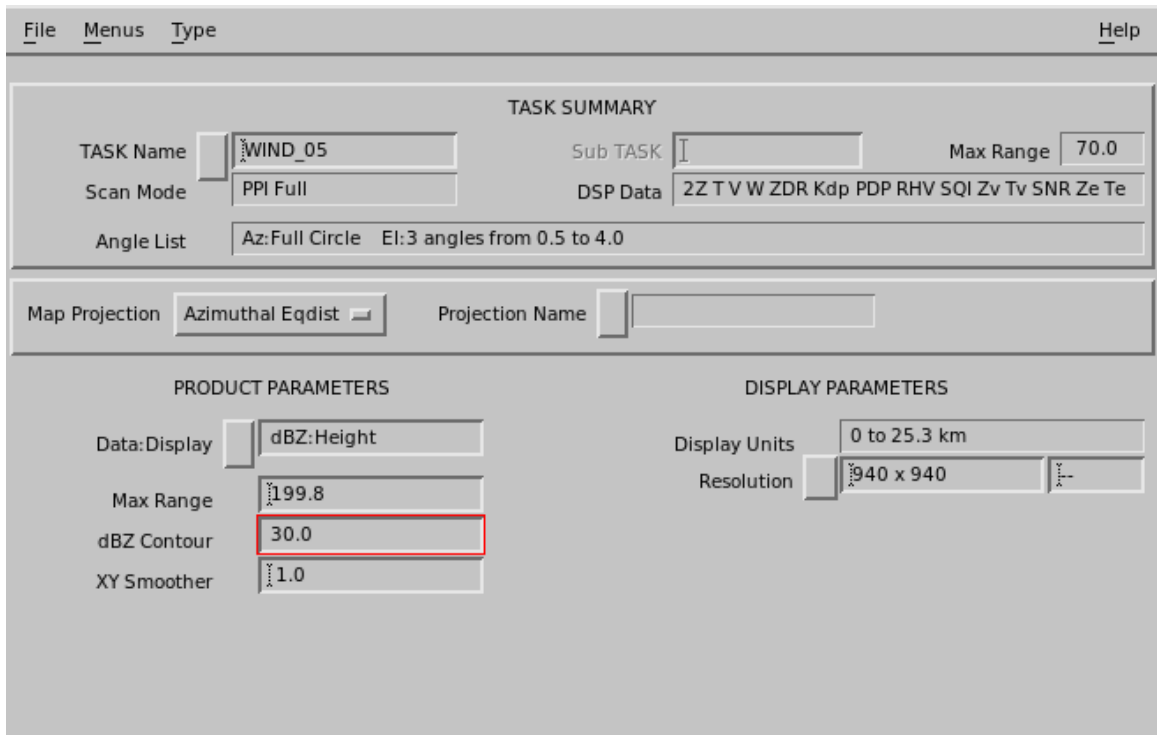 File Menus Type Help
TASK SUMMARY
TASK Name WIND_05 Sub TASK Max Range 70.0
Scan Mode PPI Full DSP Data 2Z T V W ZDR Kdp PDP RHV SQI Zv Tv SNR Ze Te
Angle List Az:Full Circle El:3 angles from 0.5 to 4.0
Map Projection Azimuthal Eqdist Projection Name
PRODUCT PARAMETERS DISPLAY PARAMETERS
Data:Display dBZ:Height Display Units 0 to 25.3 km
Resolution 940 x 940 --
Max Range 199.8
dBZ Contour 30.0
XY Smoother 1.0